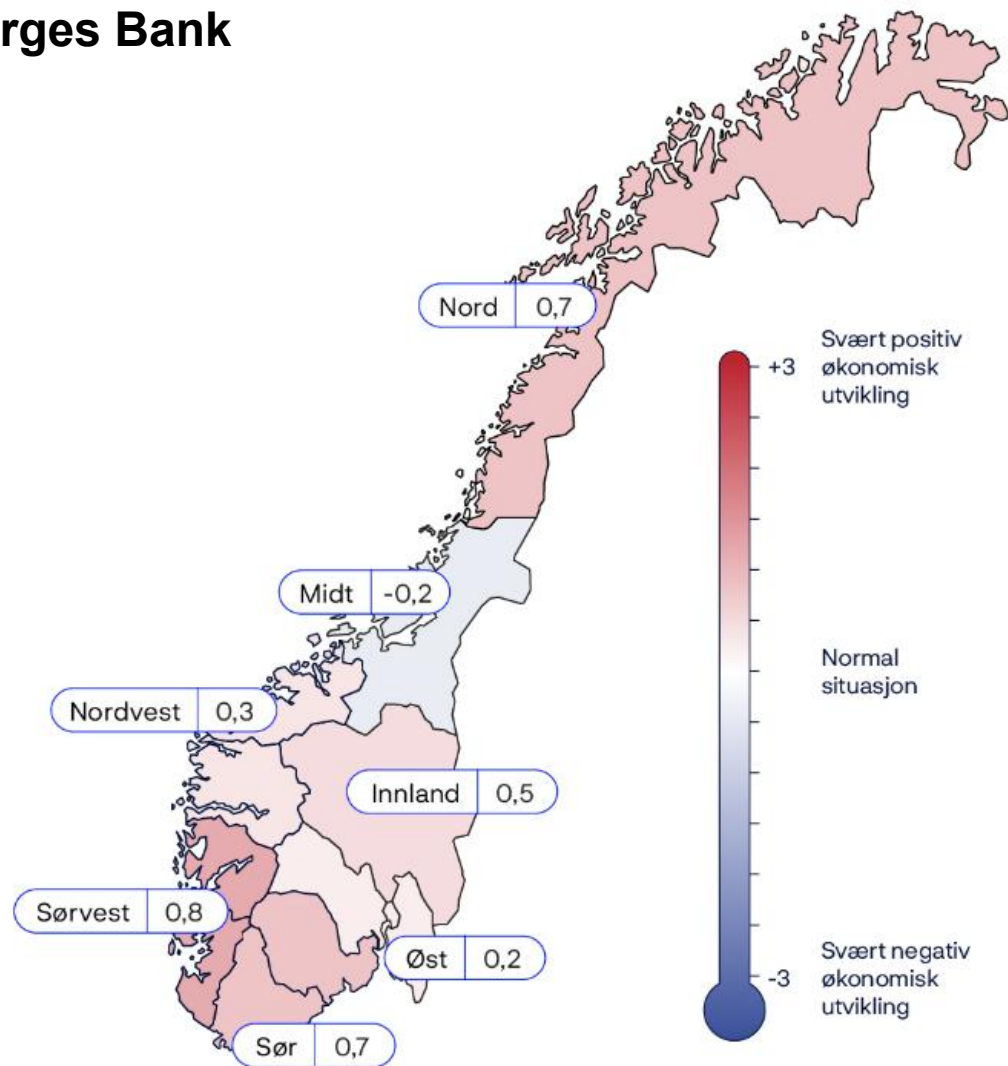 rges Bank
Nord 0,7
Svært positiv
+3 økonomisk
utvikling
Midt -0,2
Normal
situasjon
Nordvest 0,3
Innland 0,5
Sørvest 0,8
Øst 0,2
Svært negativ
-3 økonomisk
utvikling
Sør 0,7